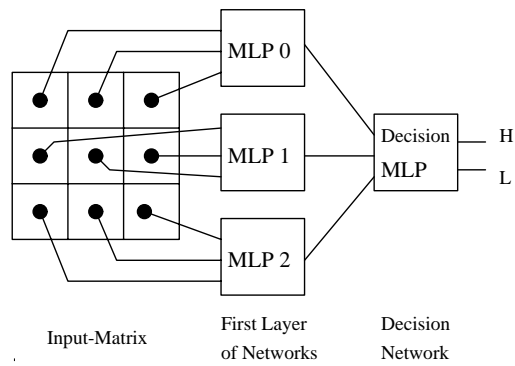 MLP 0
MLP 1
MLP 2
Decision
MLP
H
L
Input-Matrix
First Layer
of Networks
Decision
Network